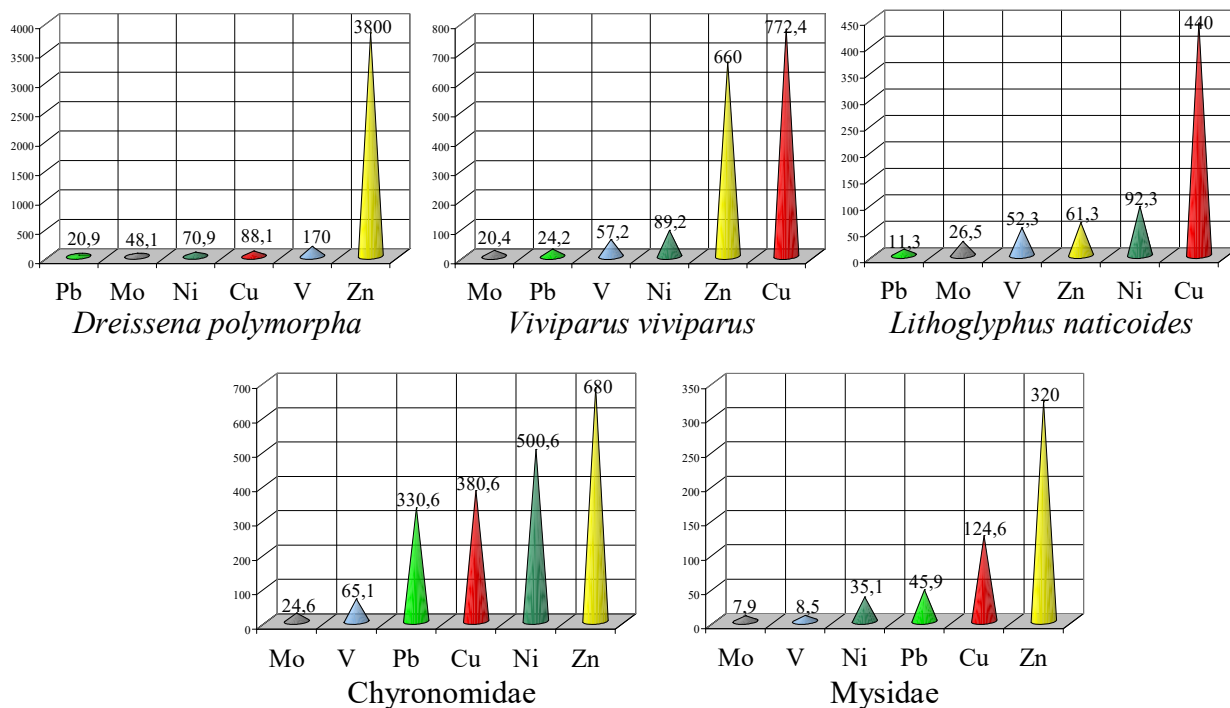 4000
3500
3000
2500
2000
1500
1000
500
0
20,9 48,1 70,9 88,1 170 3800
Pb Mo Ni Cu V Zn
Dreissena polymorpha
800
700
600
500
400
300
200
100
0
20,4 24,2 57,2 89,2 660 772,4
Mo Pb V Ni Zn Cu
Viviparus viviparus
450
400
350
300
250
200
150
100
50
0
11,3 26,5 52,3 61,3 92,3 440
Pb Mo V Zn Ni Cu
Lithoglyphus naticoides
700
600
500
400
300
200
100
0
24,6 65,1 330,6 380,6 500,6 680
Mo V Pb Cu Ni Zn
Chyronomidae
350
300
250
200
150
100
50
0
7,9 8,5 35,1 45,9 124,6 320
Mo V Ni Pb Cu Zn
Mysidae